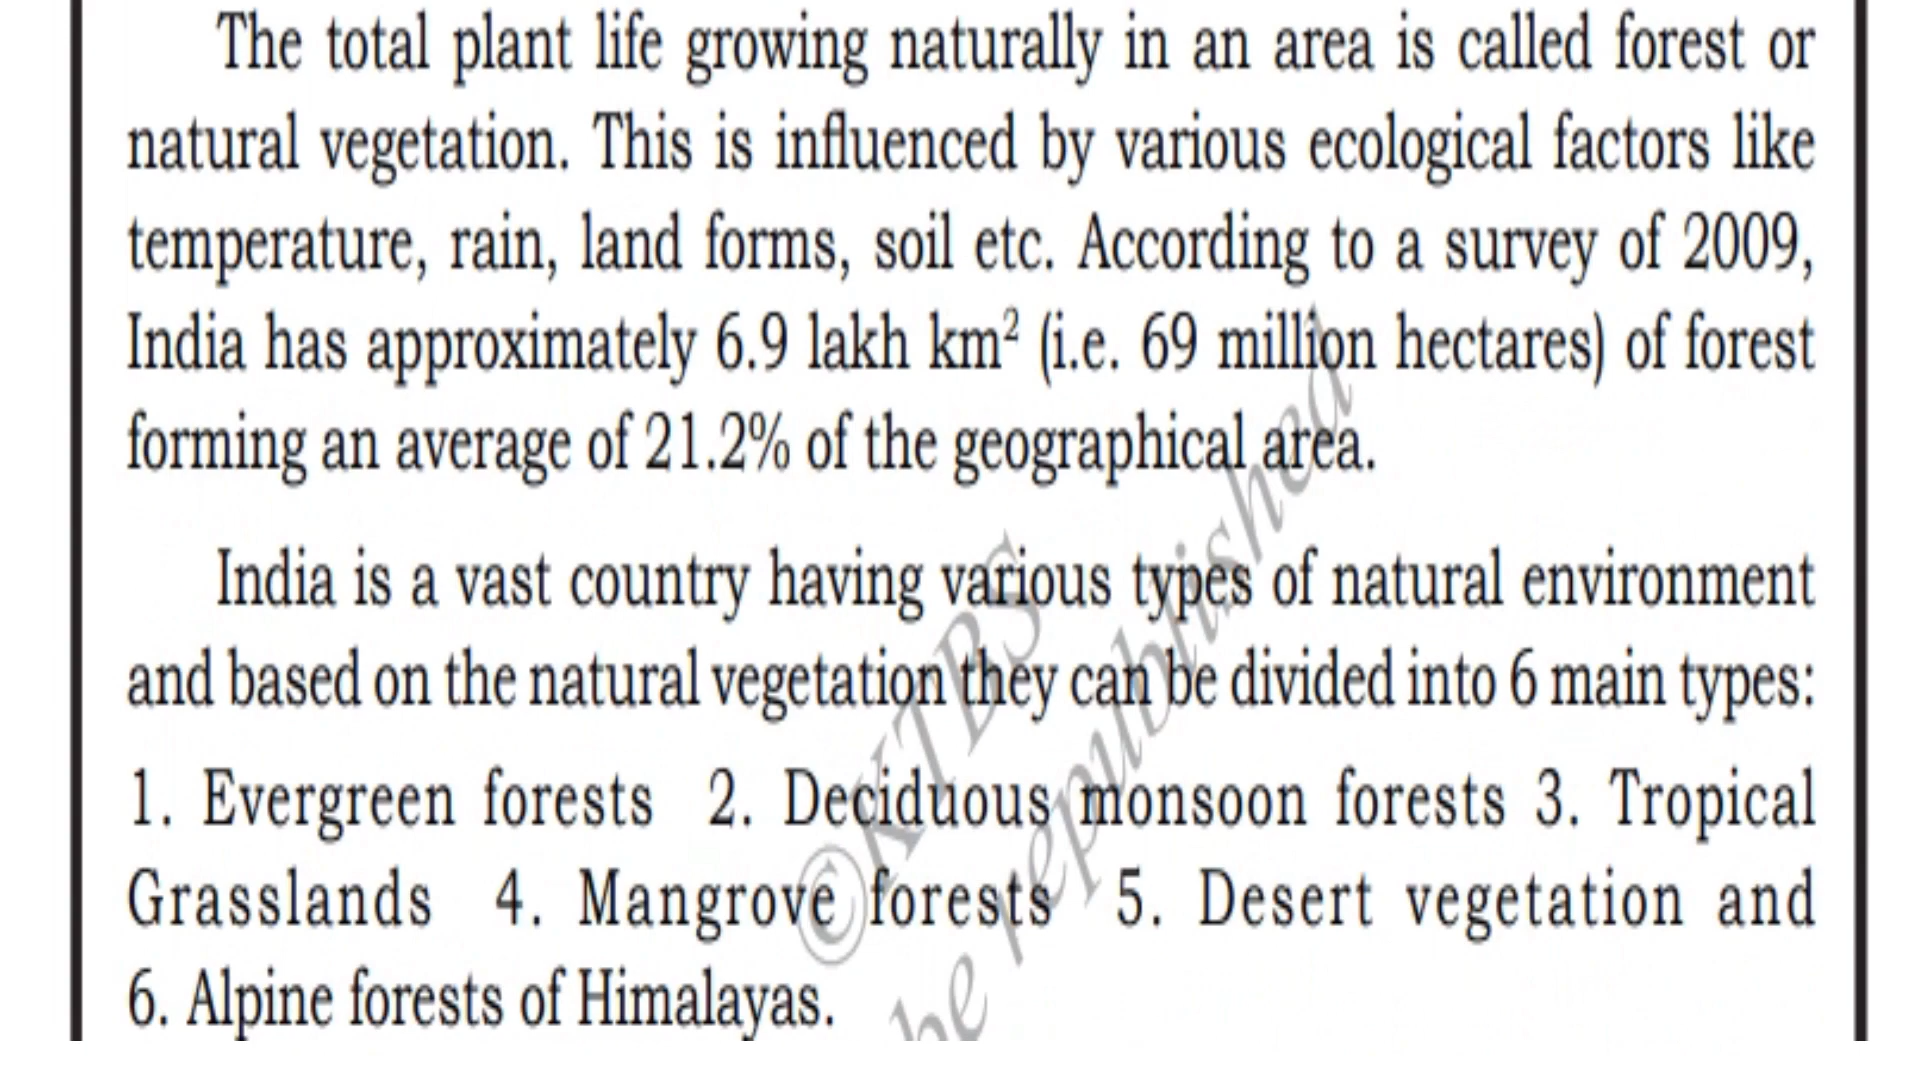 The total plant life growing naturally in an area is called forest or
natural vegetation. This is influenced by various ecological factors like
temperature, rain, land forms, soil etc. According to a survey of 2009,
India has approximately 6.9 lakh km² (i.e. 69 million hectares) of forest
forming an average of 21.2% of the geographical area.
India is a vast country having various types of natural environment
and based on the natural vegetation they can be divided into 6 main types:
1. Evergreen forests 2. Deciduous monsoon forests 3. Tropical
Grasslands 4. Mangrove forests 5. Desert vegetation and
6. Alpine forests of Himalayas.
©KTBS
be republished